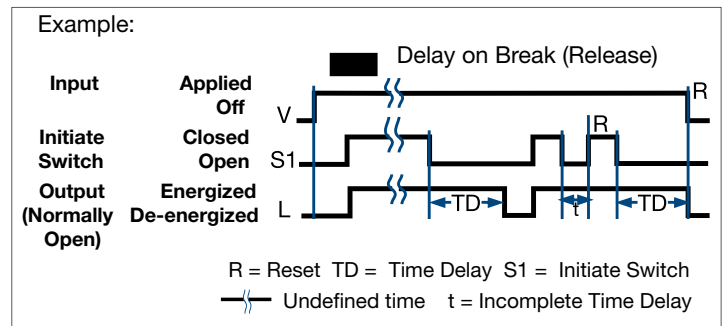 Example:
Delay on Break (Release)
Input Applied
Off
V
R
Initiate Closed
Switch Open S1
R
Output Energized
(Normally De-energized L
Open)
TD
t
TD
R = Reset TD = Time Delay S1 = Initiate Switch
Undefined time t = Incomplete Time Delay